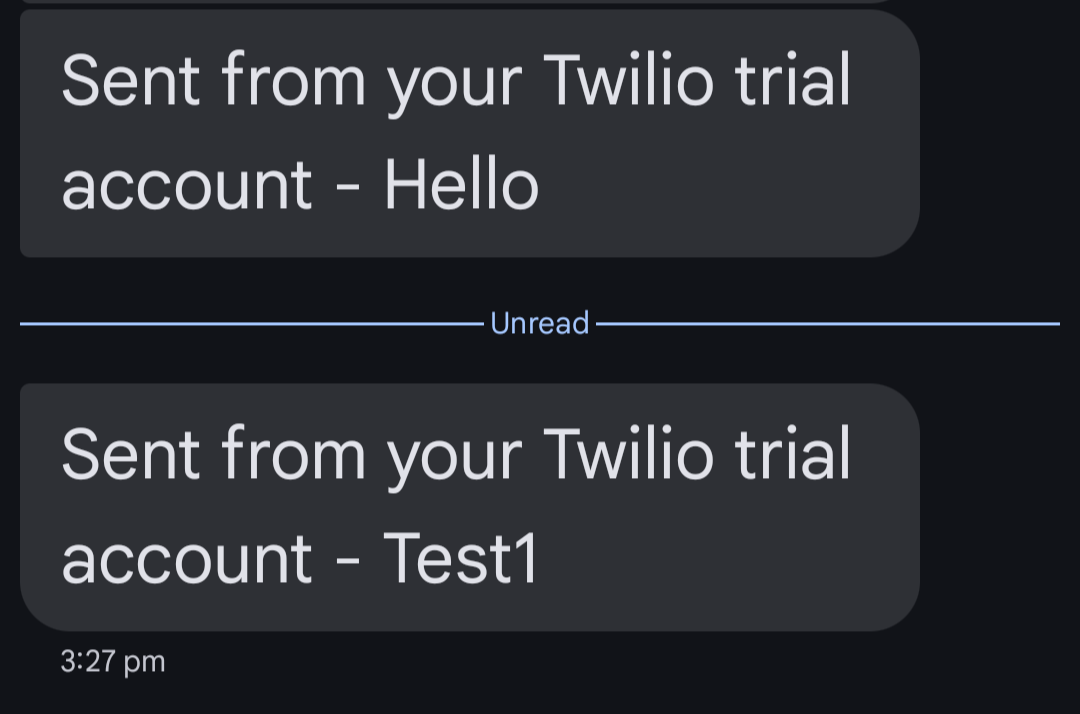 Sent from your Twilio trial
account - Hello
Unread
Sent from your Twilio trial
account - Test1
3:27 pm